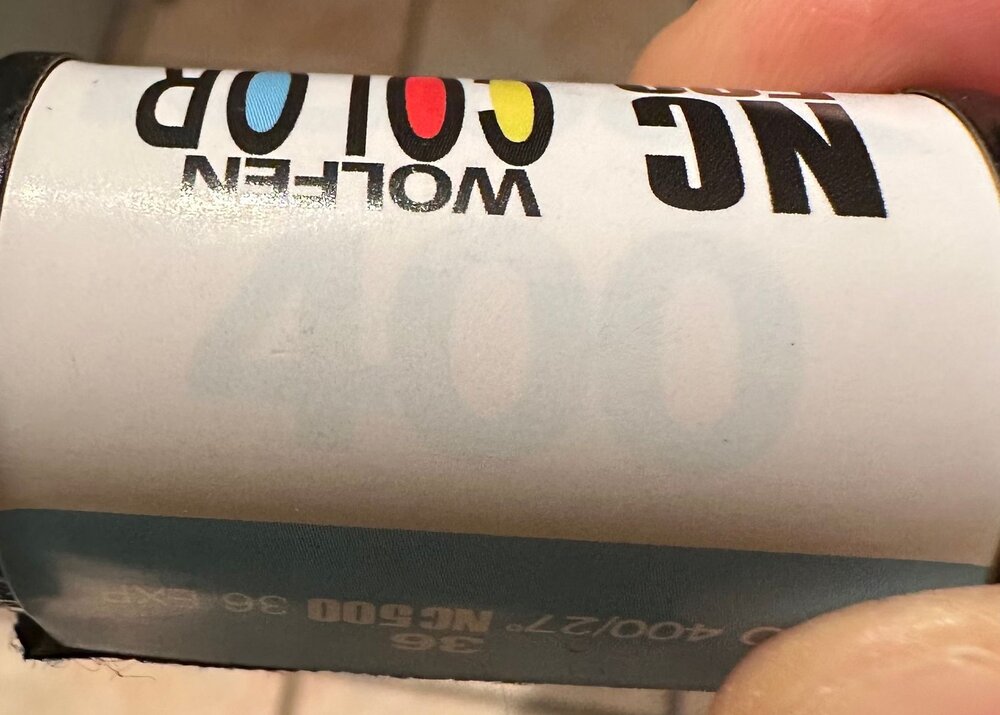 36
O 400/27° NC500 36 EXP
400
NC
WOLFEN
COLOR